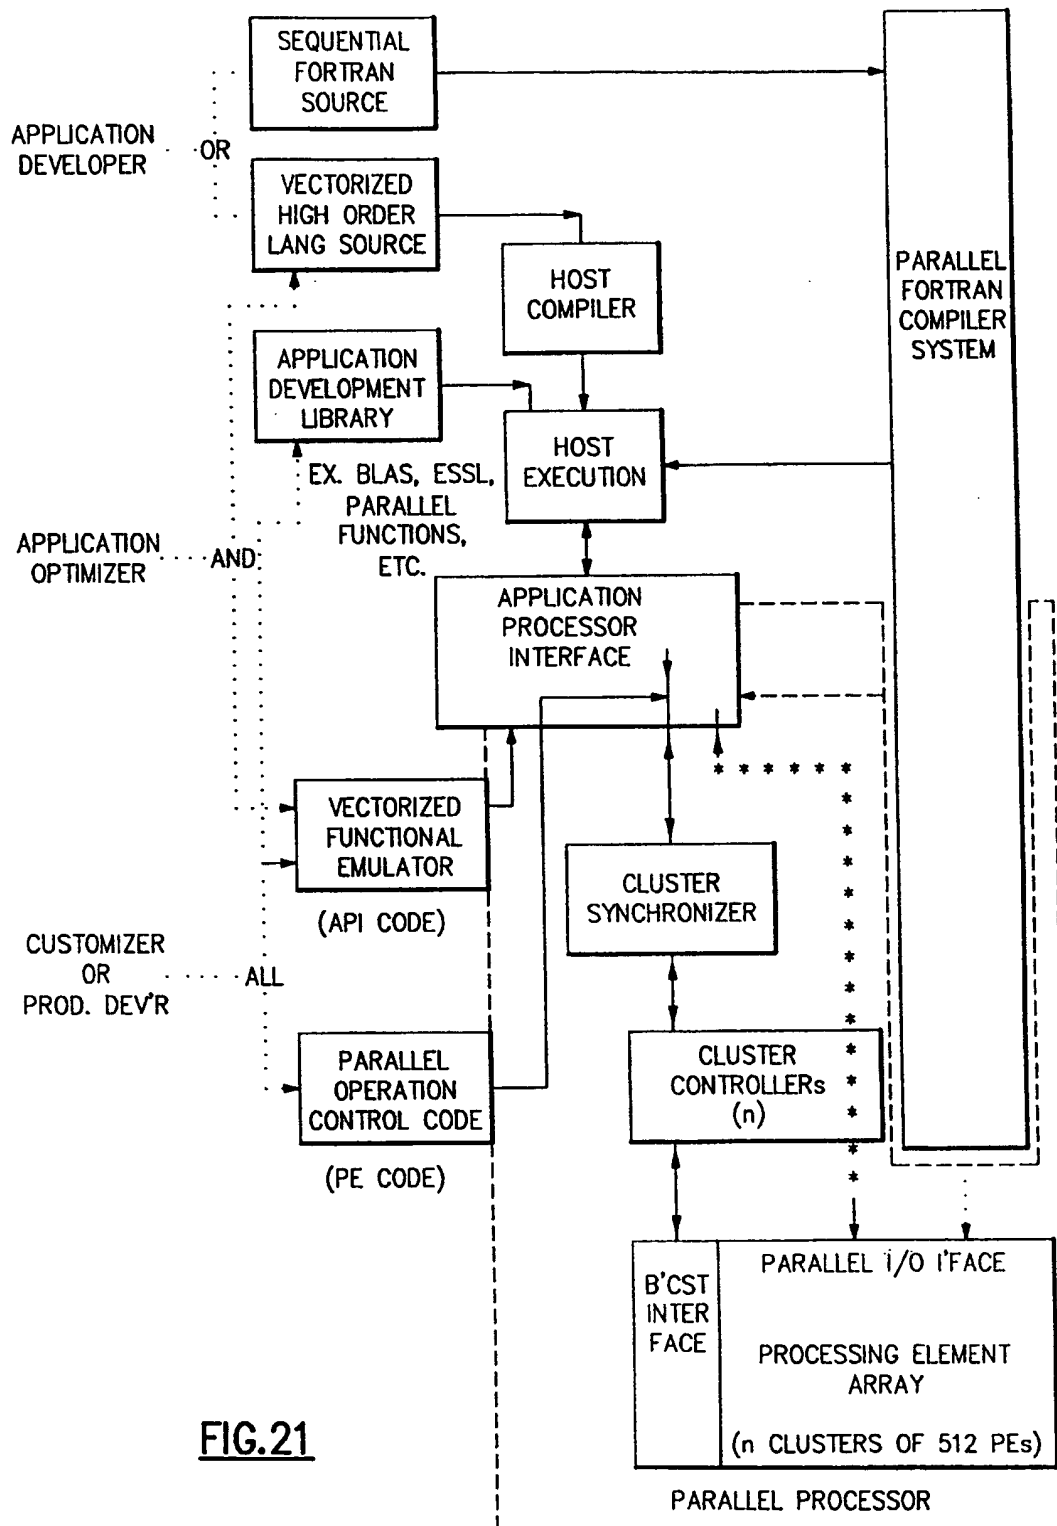 SEQUENTIAL
FORTRAN
SOURCE
APPLICATION
DEVELOPER
OR
VECTORIZED
HIGH ORDER
LANG SOURCE
HOST
COMPILER
PARALLEL
FORTRAN
COMPILER
SYSTEM
APPLICATION
DEVELOPMENT
LIBRARY
HOST
EXECUTION
EX. BLAS, ESSL,
PARALLEL
FUNCTIONS,
ETC.
APPLICATION
OPTIMIZER
AND
APPLICATION
PROCESSOR
INTERFACE
VECTORIZED
FUNCTIONAL
EMULATOR
(API CODE)
CLUSTER
SYNCHRONIZER
CUSTOMIZER
OR
PROD. DEV'R
ALL
PARALLEL
OPERATION
CONTROL CODE
(PE CODE)
CLUSTER
CONTROLLERs
(n)
B'CST
INTER
FACE
PARALLEL I/O I'FACE
PROCESSING ELEMENT
ARRAY
(n CLUSTERS OF 512 PEs)
PARALLEL PROCESSOR
FIG.21